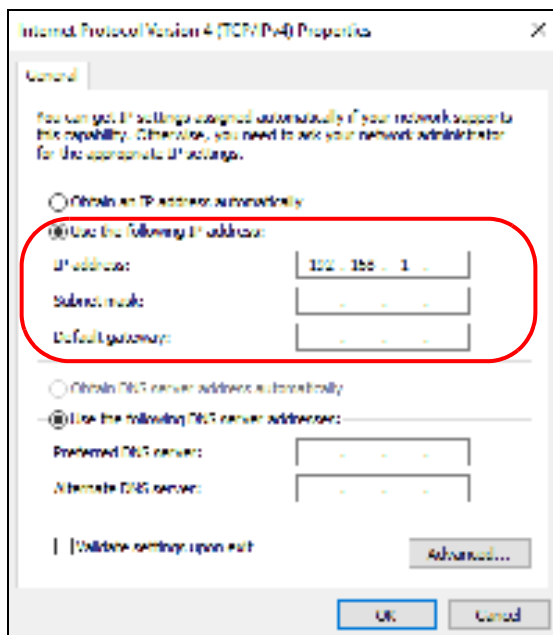 Internet Protocol Version 4 (TCP/IPv4) Properties
General
You can get IP settings assigned automatically if your network supports
this capability. Otherwise, you need to ask your network administrator
for the appropriate IP settings.
Obtain an IP address automatically
Use the following IP address:
IP address: 192 . 168 . 1 .
Subnet mask: . . .
Default gateway: . . .
Obtain DNS server address automatically
Use the following DNS server addresses:
Preferred DNS server: . . .
Alternate DNS server: . . .
Validate settings upon exit
Advanced...
OK Cancel